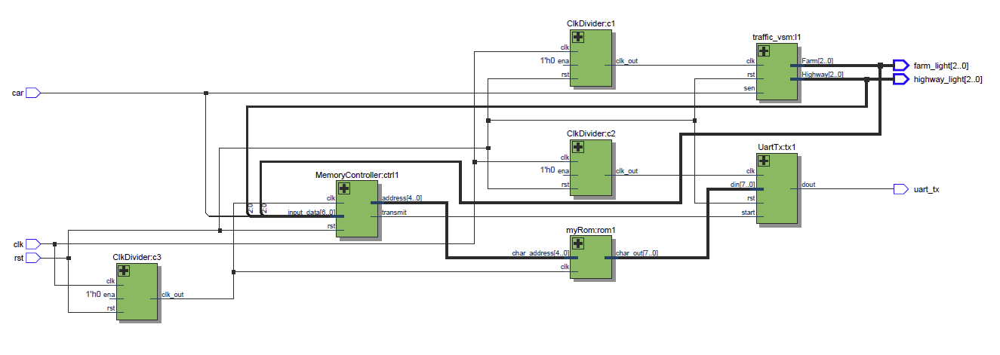 ClkDivider:c1
clk
1'h0 ena
rst
clk_out
traffic_vsm:l1
clk
rst
sen
Farm[2..0]
Highway[2..0]
farm_light[2..0]
highway_light[2..0]
car
ClkDivider:c2
clk
1'h0 ena
rst
clk_out
UartTx:tx1
clk
din[7..0]
rst
start
dout
uart_tx
MemoryController:ctrl1
clk
2:0
2:0
input_data[6..0]
rst
address[4..0]
transmit
myRom:rom1
char_address[4..0]
clk
char_out[7..0]
clk
rst
ClkDivider:c3
clk
1'h0 ena
rst
clk_out